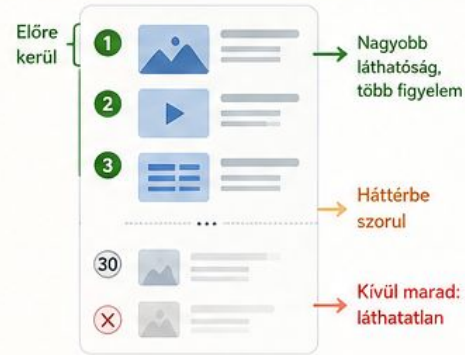 Előre
kerül
1
Nagyobb
láthatóság,
több figyelem
2
3
Háttérbe
szorul
30
Kívül marad:
láthatatlan